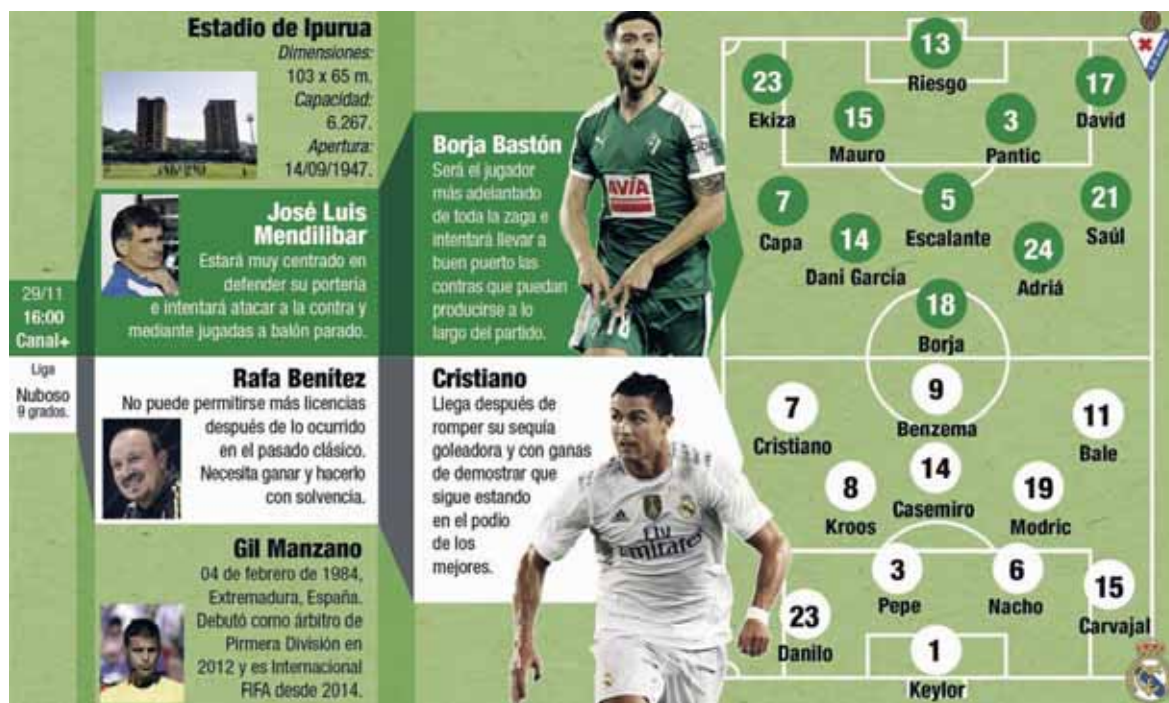 Estadio de Ipurua
Dimensiones:
103 x 65 m.
Capacidad:
6.267.
Apertura:
14/09/1947.
José Luis
Mendilibar
Estará muy centrado en
defender su portería
e intentará atacar a la contra y
mediante jugadas a balón parado.
29/11
16:00
Canal+
Liga
Nuboso
9 grados.
Rafa Benítez
No puede permitirse más licencias
después de lo ocurrido
en el pasado clásico.
Necesita ganar y hacerlo
con solvencia.
Gil Manzano
04 de febrero de 1984,
Extremadura, España.
Debutó como árbitro de
Pirmera División en
2012 y es Internacional
FIFA desde 2014.
Borja Bastón
Será el jugador
más adelantado
de toda la zaga e
intentará llevar a
buen puerto las
contras que puedan
producirse a lo
largo del partido.
AVIA
18
Cristiano
Llega después de
romper su sequía
goleadora y con ganas
de demostrar que
sigue estando
en el podio
de los
mejores.
Fly
Emirates
13
Riesgo
23
Ekiza
17
David
15
Mauro
3
Pantic
7
Capa
5
Escalante
21
Saúl
14
Dani García
24
Adriá
18
Borja
9
Benzema
7
Cristiano
11
Bale
14
Casemiro
8
Kroos
19
Modric
3
Pepe
6
Nacho
15
Carvajal
23
Danilo
1
Keylor